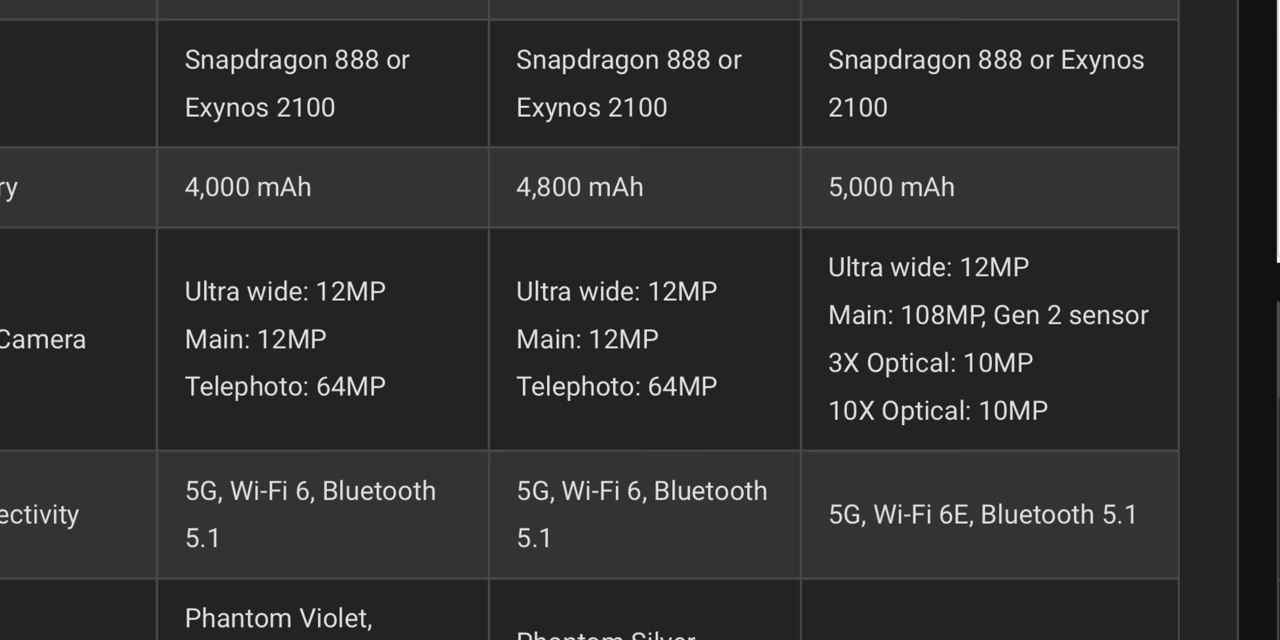 Snapdragon 888 or
Exynos 2100
Snapdragon 888 or
Exynos 2100
Snapdragon 888 or Exynos
2100
ry
4,000 mAh
4,800 mAh
5,000 mAh
Camera
Ultra wide: 12MP
Main: 12MP
Telephoto: 64MP
Ultra wide: 12MP
Main: 12MP
Telephoto: 64MP
Ultra wide: 12MP
Main: 108MP, Gen 2 sensor
3X Optical: 10MP
10X Optical: 10MP
ectivity
5G, Wi-Fi 6, Bluetooth
5.1
5G, Wi-Fi 6, Bluetooth
5.1
5G, Wi-Fi 6E, Bluetooth 5.1
Phantom Violet,
Phantom Silver